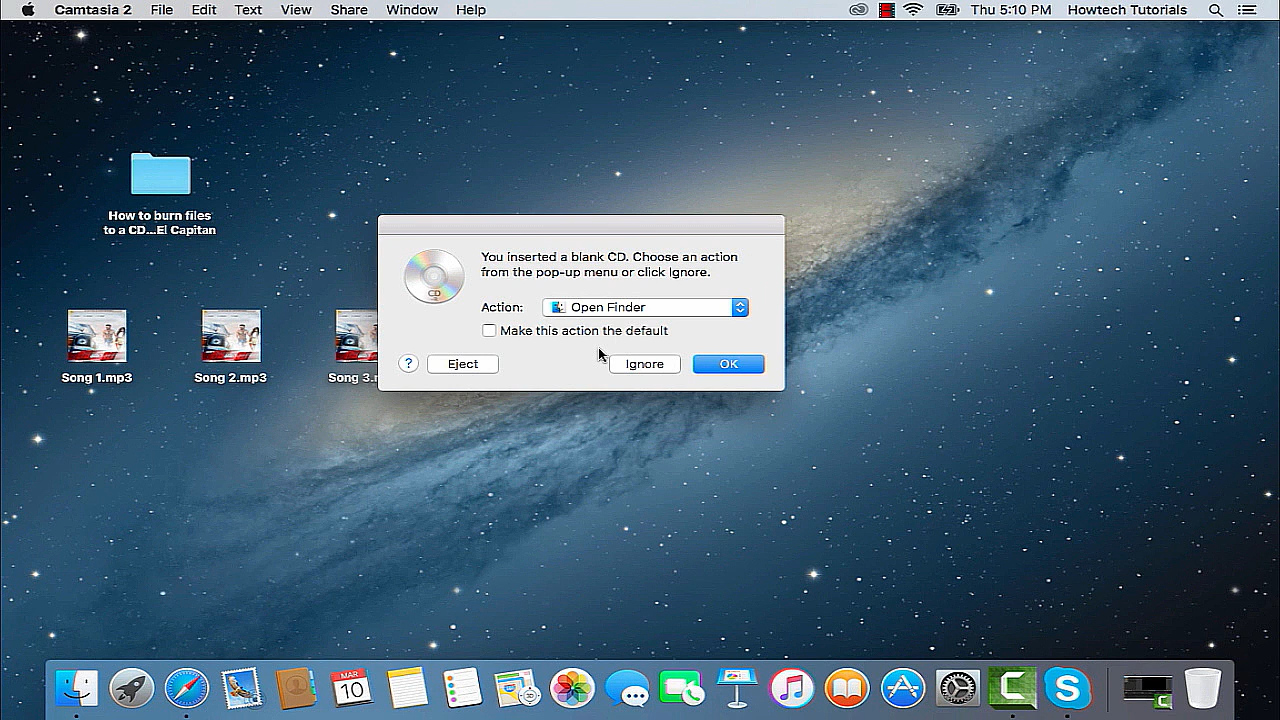 Camtasia 2 File Edit Text View Share Window Help Thu 5:10 PM Howtech Tutorials
How to burn files
to a CD...El Capitan
You inserted a blank CD. Choose an action
from the pop-up menu or click Ignore.
CD
Action: Open Finder
Make this action the default
? Eject Ignore OK
Song 1.mp3 Song 2.mp3 Song 3.
MAR
10